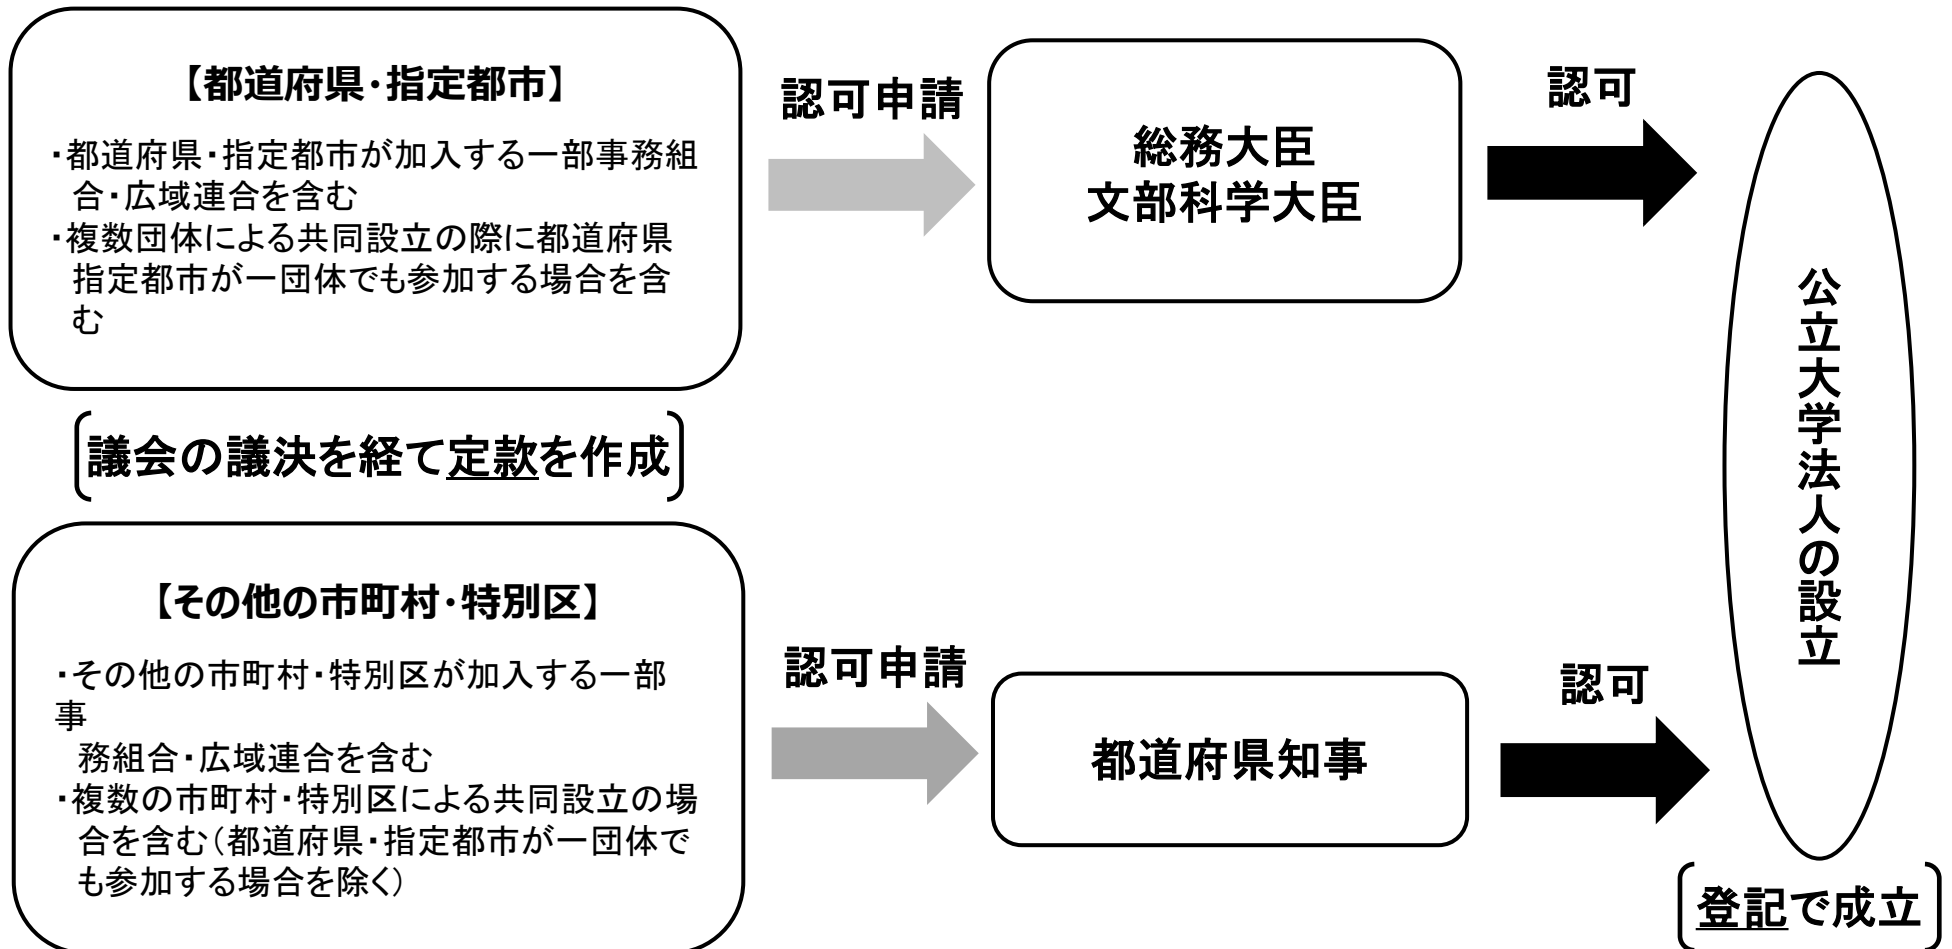 【都道府県・指定都市】
・都道府県・指定都市が加入する一部事務組
合・広域連合を含む
・複数団体による共同設立の際に都道府県
指定都市が一団体でも参加する場合を含
む
認可申請
総務大臣
文部科学大臣
認可
議会の議決を経て定款を作成
【その他の市町村・特別区】
・その他の市町村・特別区が加入する一部
事
務組合・広域連合を含む
・複数の市町村・特別区による共同設立の場
合を含む（都道府県・指定都市が一団体で
も参加する場合を除く）
認可申請
都道府県知事
認可
公立大学法人の設立
登記で成立